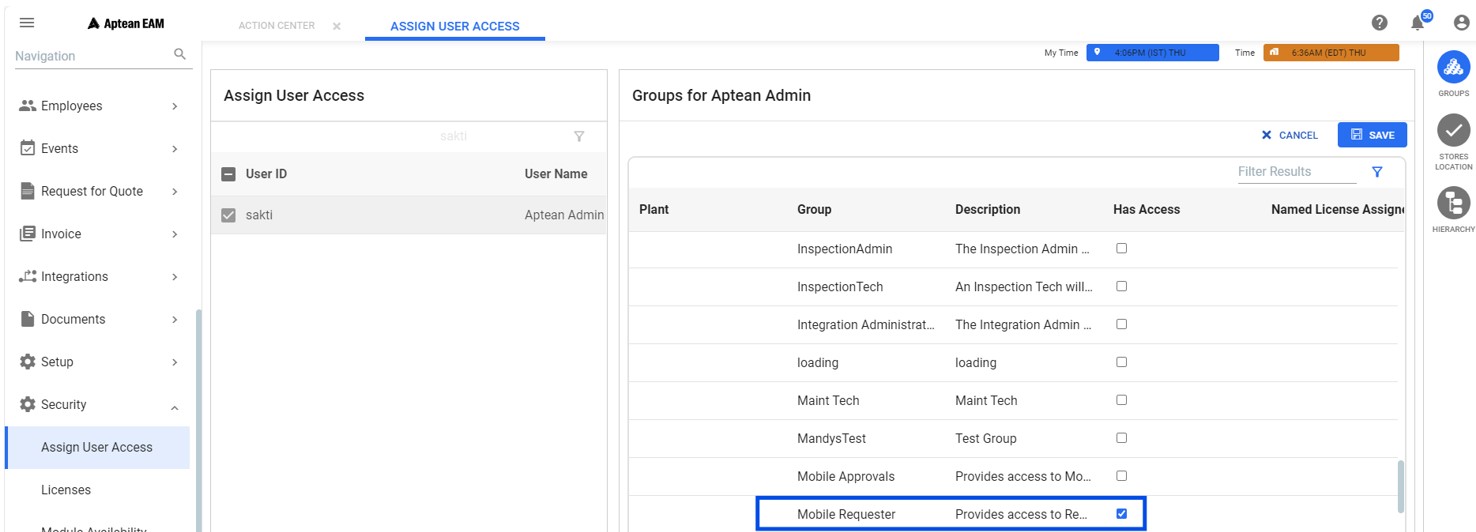 Aptean EAM
ACTION CENTER
ASSIGN USER ACCESS
50
Navigation
My Time 4:06PM (IST) THU Time 6:36AM (EDT) THU
Employees
Events
Request for Quote
Invoice
Integrations
Documents
Setup
Security
Assign User Access
Licenses
Module Availability
Assign User Access
sakti
User ID User Name
sakti Aptean Admin
Groups for Aptean Admin
CANCEL SAVE
Filter Results
Plant Group Description Has Access Named License Assigne
InspectionAdmin The Inspection Admin ...
InspectionTech An Inspection Tech will...
Integration Administrat... The Integration Admin ...
loading loading
Maint Tech Maint Tech
MandysTest Test Group
Mobile Approvals Provides access to Mo...
Mobile Requester Provides access to Re...
GROUPS
STORES
LOCATION
HIERARCHY